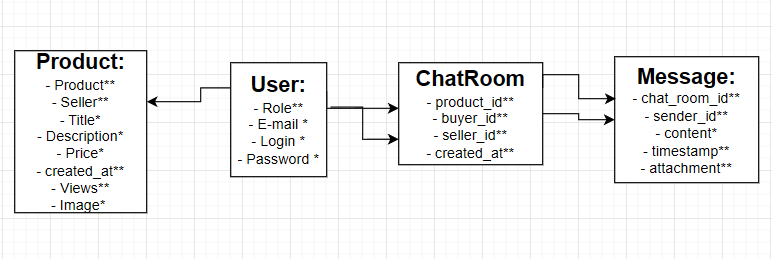 Product:
- Product**
- Seller**
- Title*
- Description*
- Price*
- created_at**
- Views**
- Image*
User:
- Role**
- E-mail *
- Login *
- Password *
ChatRoom
- product_id**
- buyer_id**
- seller_id**
- created_at**
Message:
- chat_room_id**
- sender_id**
- content*
- timestamp**
- attachment**